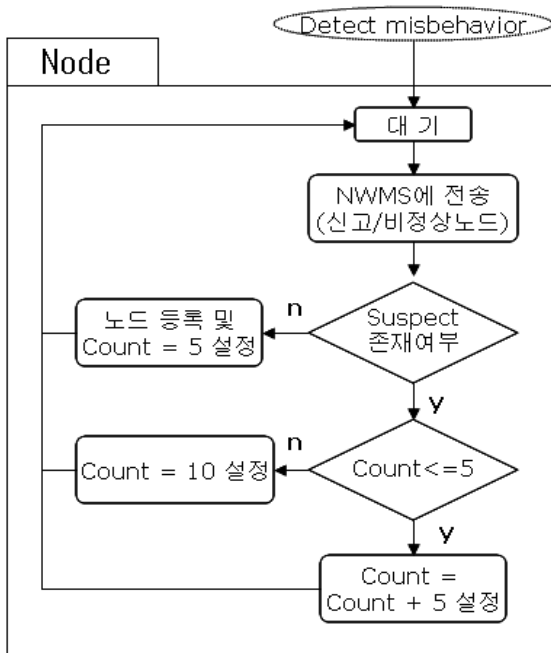 Detect misbehavior
Node
대 기
NWMS에 전송
(신고/비정상노드)
Suspect
존재여부
n
노드 등록 및
Count = 5 설정
y
Count<=5
n
Count = 10 설정
y
Count =
Count + 5 설정